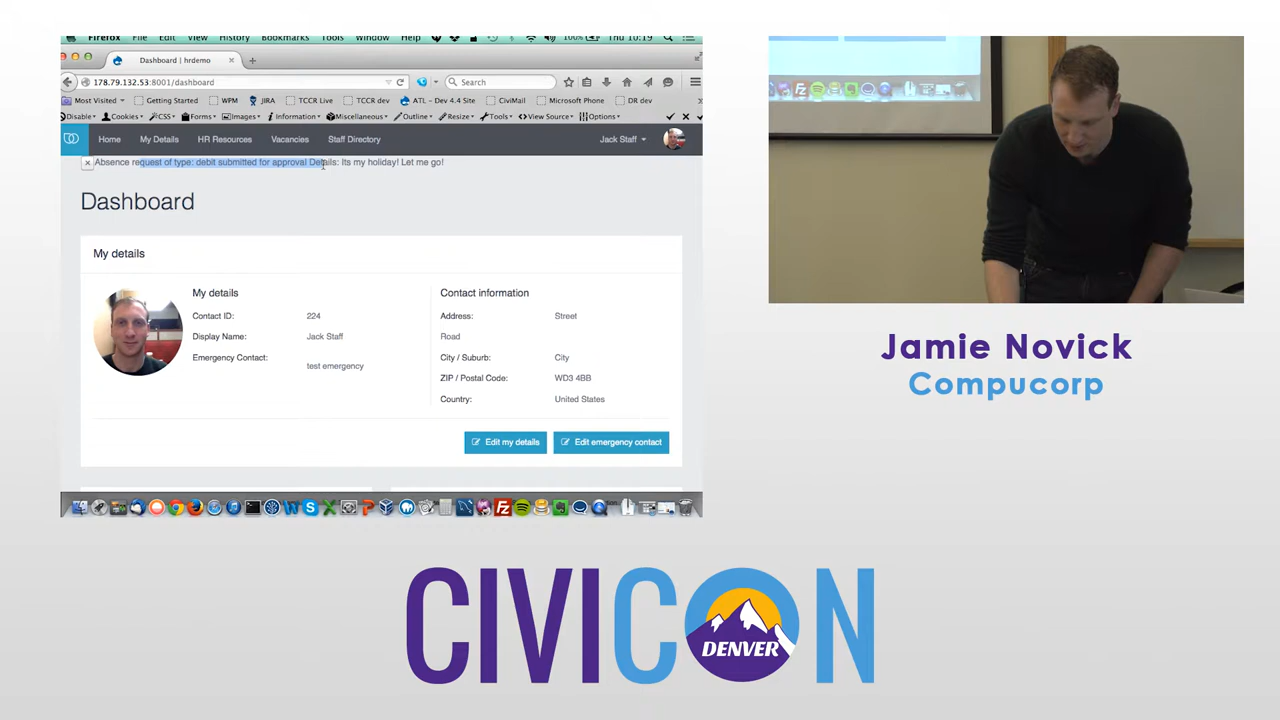 Firefox File Edit View History Bookmarks Tools Window Help 100% Thu 10:19
Dashboard | hrdemo
178.79.132.53:8001/dashboard Search
Most Visited Getting Started WPM JIRA TCCR Live TCCR dev ATL - Dev 4.4 Site CiviMail Microsoft Phone DR dev
Disable Cookies CSS Forms Images Information Miscellaneous Outline Resize Tools View Source Options
Home My Details HR Resources Vacancies Staff Directory Jack Staff
Absence request of type: debit submitted for approval Details: Its my holiday! Let me go!
Dashboard
My details
My details
Contact ID: 224
Display Name: Jack Staff
Emergency Contact: test emergency
Contact information
Address: Street
Road
City / Suburb: City
ZIP / Postal Code: WD3 4BB
Country: United States
Edit my details Edit emergency contact
Jamie Novick
Compucorp
CIVICON
DENVER